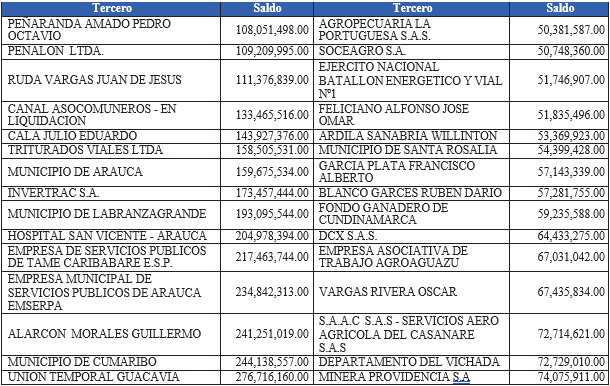 Tercero Saldo Tercero Saldo
PEÑARANDA AMADO PEDRO
OCTAVIO 108,051,498.00
AGROPECUARIA LA
PORTUGUESA S.A.S. 50,381,587.00
PENALON LTDA. 109,209,995.00 SOCEAGRO S.A. 50,748,360.00
RUDA VARGAS JUAN DE JESUS 111,376,839.00
EJERCITO NACIONAL
BATALLON ENERGETICO Y VIAL
Nº1 51,746,907.00
CANAL ASOCOMUNEROS - EN
LIQUIDACION 133,465,516.00
FELICIANO ALFONSO JOSE
OMAR 51,835,496.00
CALA JULIO EDUARDO 143,927,376.00 ARDILA SANABRIA WILLINTON 53,369,923.00
TRITURADOS VIALES LTDA 158,505,531.00 MUNICIPIO DE SANTA ROSALIA 54,399,428.00
MUNICIPIO DE ARAUCA 159,675,534.00
GARCIA PLATA FRANCISCO
ALBERTO 57,143,339.00
INVERTRAC S.A. 173,457,444.00 BLANCO GARCES RUBEN DARIO 57,281,755.00
MUNICIPIO DE LABRANZAGRANDE 193,095,544.00
FONDO GANADERO DE
CUNDINAMARCA 59,235,588.00
HOSPITAL SAN VICENTE - ARAUCA 204,978,394.00 DCX S.A.S. 64,433,275.00
EMPRESA DE SERVICIOS PUBLICOS
DE TAME CARIBABARE E.S.P. 217,463,744.00
EMPRESA ASOCIATIVA DE
TRABAJO AGROAGUAZU 67,031,042.00
EMPRESA MUNICIPAL DE
SERVICIOS PUBLICOS DE ARAUCA
EMSERPA 234,842,313.00
VARGAS RIVERA OSCAR 67,435,834.00
ALARCON MORALES GUILLERMO 241,251,019.00
S.A.A.C S.A.S - SERVICIOS AERO
AGRÍCOLA DEL CASANARE
S.A.S 72,714,621.00
MUNICIPIO DE CUMARIBO 244,138,557.00 DEPARTAMENTO DEL VICHADA 72,729,010.00
UNION TEMPORAL GUACAVIA 276,716,160.00 MINERA PROVIDENCIA S.A 74,075,911.00